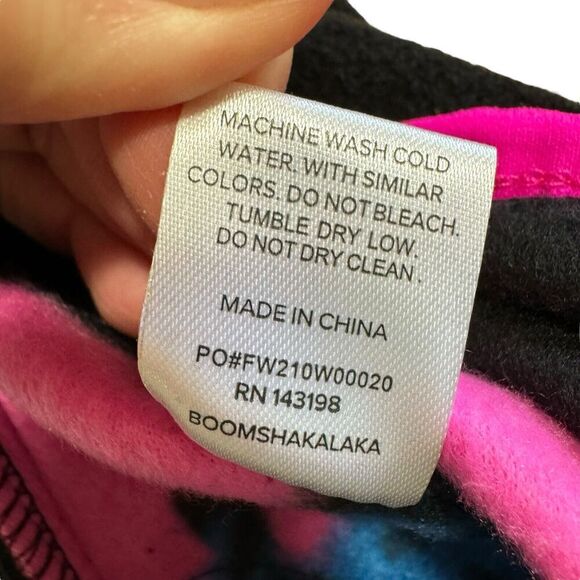 MACHINE WASH COLD
WATER. WITH SIMILAR
COLORS. DO NOT BLEACH.
TUMBLE DRY LOW.
DO NOT DRY CLEAN.
MADE IN CHINA
PO#FW210W00020
RN 143198
BOOMSHAKALAKA